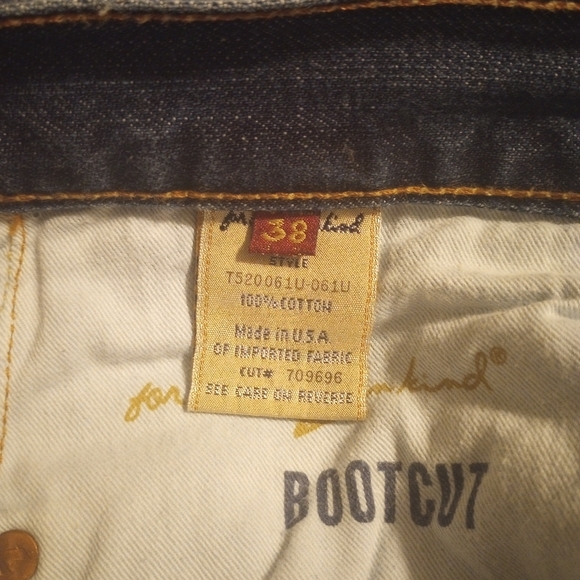 for 38 kind
STYLE
T520061U-061U
100% COTTON
Made in U.S.A
OF IMPORTED FABRIC
CUT# 709696
SEE CARE ON REVERSE
for mankind®
BOOTCUT